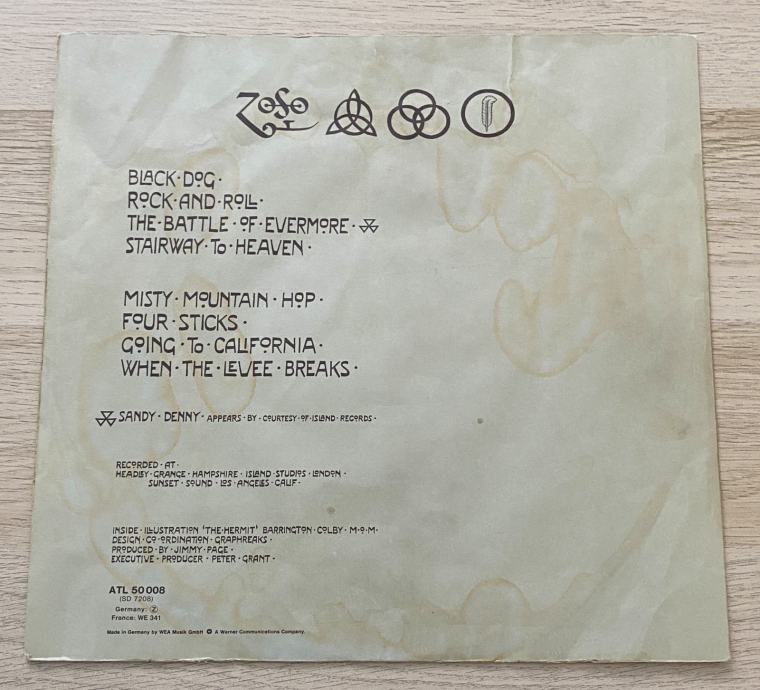 ZOSO
BLACK·DOG·
ROCK·AND·ROLL·
THE·BATTLE·OF·EVERMORE·
STAIRWAY·TO·HEAVEN·
MISTY·MOUNTAIN·HOP·
FOUR·STICKS·
GOING·TO·CALIFORNIA·
WHEN·THE·LEVEE·BREAKS·
SANDY·DENNY· APPEARS·BY·COURTESY·OF·ISLAND·RECORDS·
RECORDED·AT·
HEADLEY·GRANGE·HAMPSHIRE·ISLAND·STUDIOS·LONDON·
SUNSET·SOUND·LOS·ANGELES·CALIF·
INSIDE·ILLUSTRATION 'THE·HERMIT' BARRINGTON·COLBY·M·O·M·
DESIGN·CO·ORDINATION·GRAPHREAKS·
PRODUCED·BY·JIMMY·PAGE·
EXECUTIVE·PRODUCER·PETER·GRANT·
ATL 50 008
(SD 7208)
Germany: Ⓩ
France: WE 341
Made in Germany by WEA Musik GmbH A Warner Communications Company.